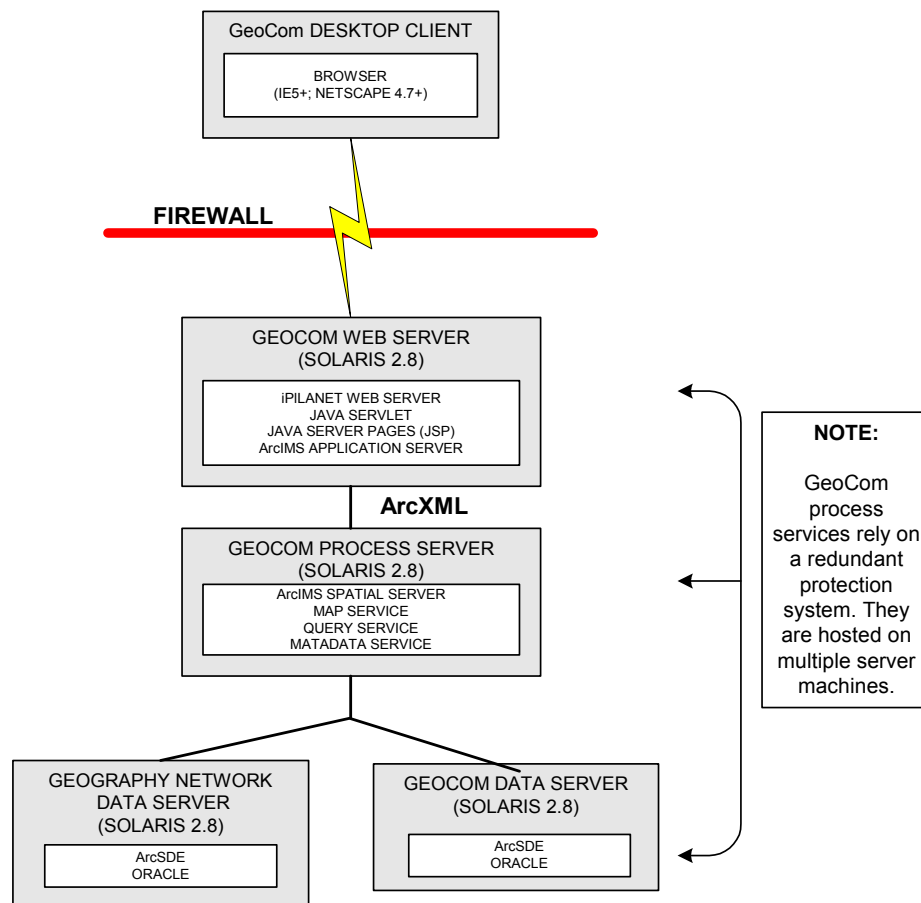 GeoCom DESKTOP CLIENT
BROWSER
(IE5+; NETSCAPE 4.7+)
FIREWALL
GEOCOM WEB SERVER
(SOLARIS 2.8)
iPILANET WEB SERVER
JAVA SERVLET
JAVA SERVER PAGES (JSP)
ArcIMS APPLICATION SERVER
ArcXML
GEOCOM PROCESS SERVER
(SOLARIS 2.8)
ArcIMS SPATIAL SERVER
MAP SERVICE
QUERY SERVICE
MATADATA SERVICE
NOTE:
GeoCom
process
services rely on
a redundant
protection
system. They
are hosted on
multiple server
machines.
GEOGRAPHY NETWORK
DATA SERVER
(SOLARIS 2.8)
ArcSDE
ORACLE
GEOCOM DATA SERVER
(SOLARIS 2.8)
ArcSDE
ORACLE